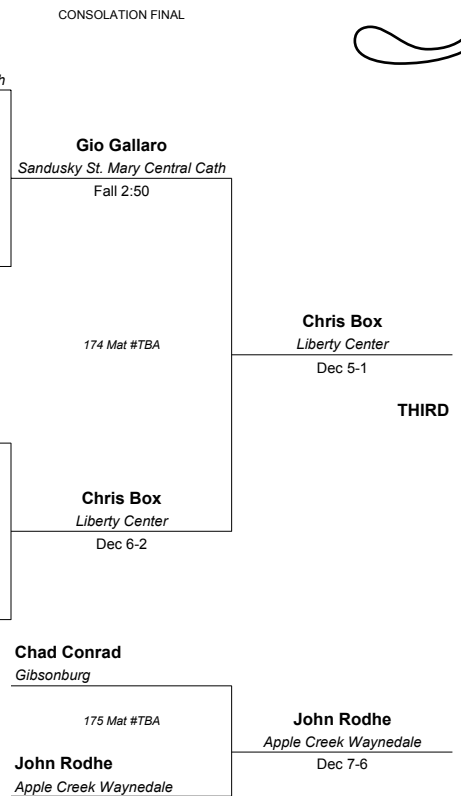 CONSOLATION FINAL
Gio Gallaro
Sandusky St. Mary Central Cath
Fall 2:50
174 Mat #TBA
Chris Box
Liberty Center
Dec 5-1
THIRD
Chris Box
Liberty Center
Dec 6-2
Chad Conrad
Gibsonburg
175 Mat #TBA
John Rodhe
Apple Creek Waynedale
Dec 7-6
John Rodhe
Apple Creek Waynedale